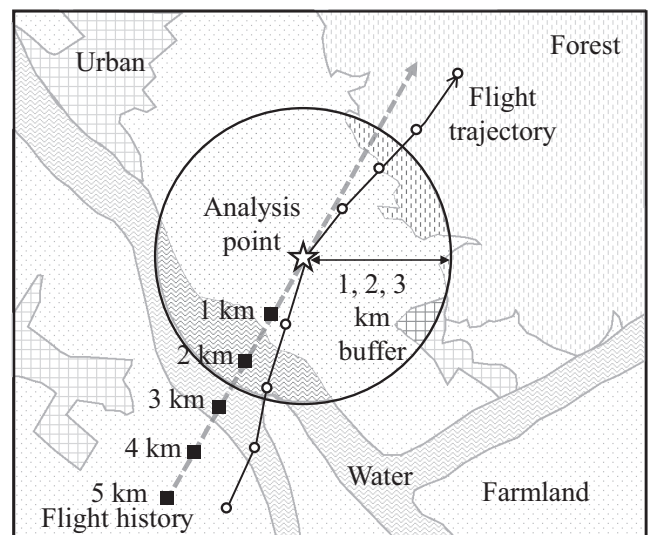 Urban
Forest
Flight
trajectory
Analysis
point
1, 2, 3
km
buffer
1 km
2 km
3 km
4 km
5 km
Flight history
Water
Farmland